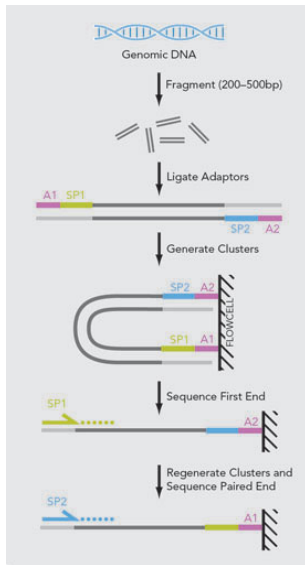 Genomic DNA
Fragment (200–500bp)
Ligate Adaptors
A1 SP1
SP2 A2
Generate Clusters
SP2 A2
SP1 A1
FLOWCELL
Sequence First End
SP1
A2
Regenerate Clusters and
Sequence Paired End
SP2
A1